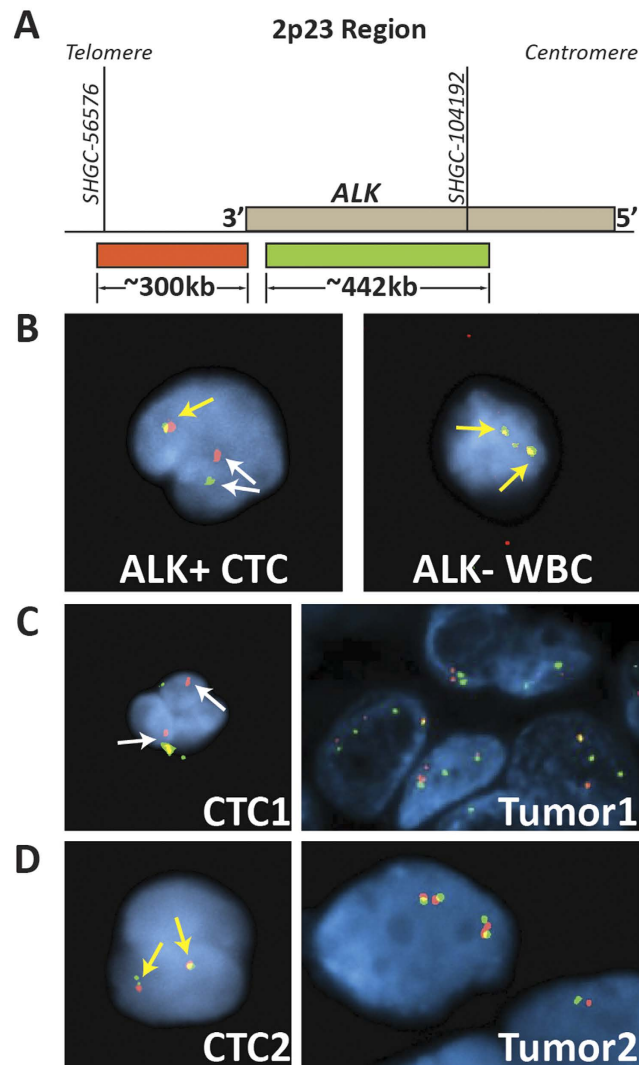 A
2p23 Region
Telomere
Centromere
SHGC-56576
SHGC-104192
3’
ALK
5’
~300kb
~442kb
B
ALK+ CTC
ALK- WBC
C
CTC1
Tumor1
D
CTC2
Tumor2